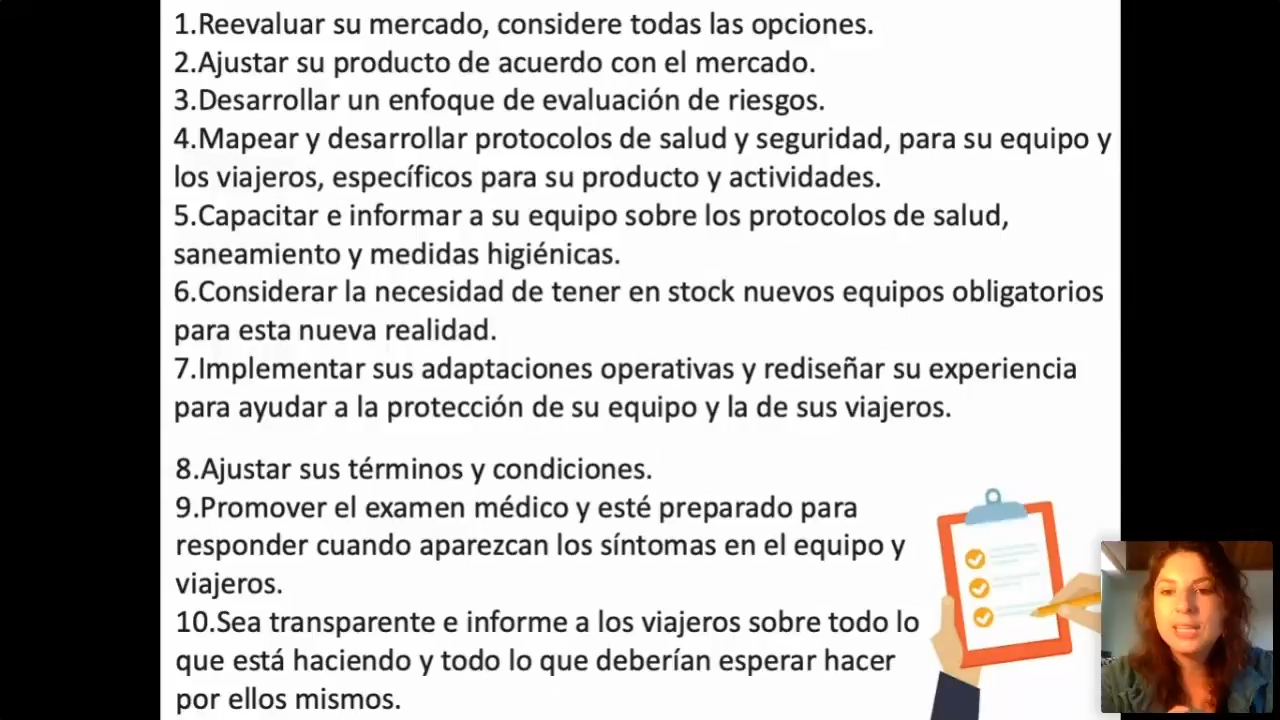 1.Reevaluar su mercado, considere todas las opciones.
2.Ajustar su producto de acuerdo con el mercado.
3.Desarrollar un enfoque de evaluación de riesgos.
4.Mapear y desarrollar protocolos de salud y seguridad, para su equipo y
los viajeros, específicos para su producto y actividades.
5.Capacitar e informar a su equipo sobre los protocolos de salud,
saneamiento y medidas higiénicas.
6.Considerar la necesidad de tener en stock nuevos equipos obligatorios
para esta nueva realidad.
7.Implementar sus adaptaciones operativas y rediseñar su experiencia
para ayudar a la protección de su equipo y la de sus viajeros.
8.Ajustar sus términos y condiciones.
9.Promover el examen médico y esté preparado para
responder cuando aparezcan los síntomas en el equipo y
viajeros.
10.Sea transparente e informe a los viajeros sobre todo lo
que está haciendo y todo lo que deberían esperar hacer
por ellos mismos.